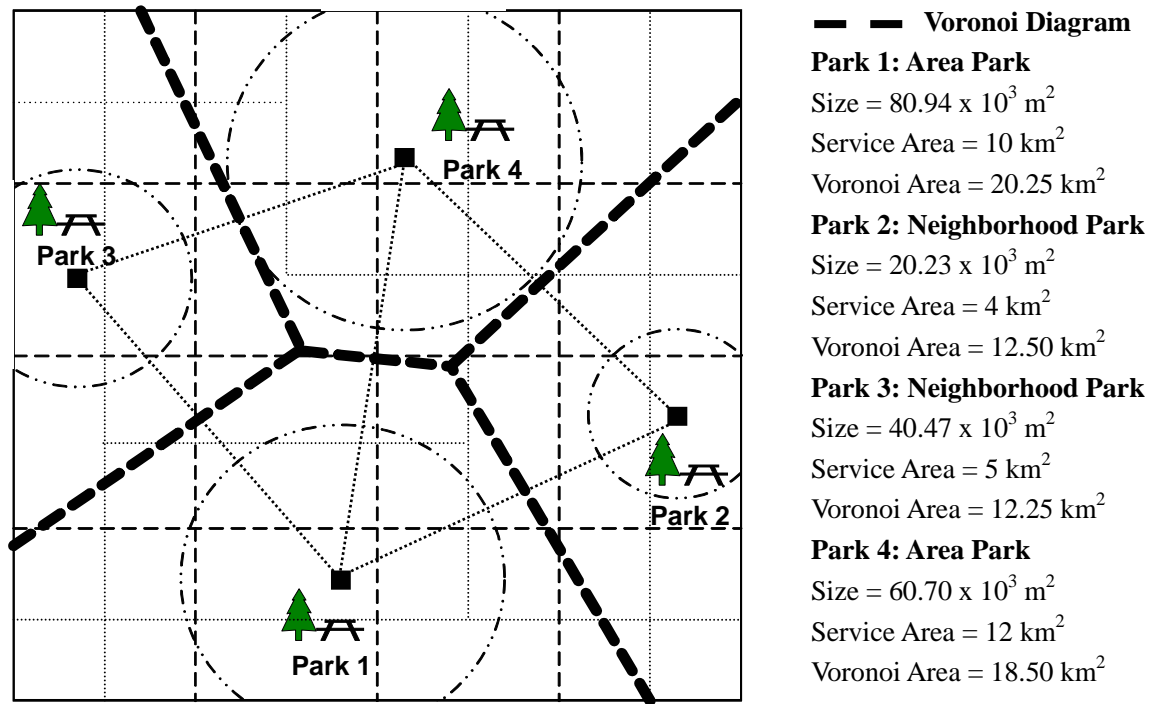 Park 4
Park 3
Park 2
Park 1
Voronoi Diagram
Park 1: Area Park
Size = 80.94 x 10³ m²
Service Area = 10 km²
Voronoi Area = 20.25 km²
Park 2: Neighborhood Park
Size = 20.23 x 10³ m²
Service Area = 4 km²
Voronoi Area = 12.50 km²
Park 3: Neighborhood Park
Size = 40.47 x 10³ m²
Service Area = 5 km²
Voronoi Area = 12.25 km²
Park 4: Area Park
Size = 60.70 x 10³ m²
Service Area = 12 km²
Voronoi Area = 18.50 km²